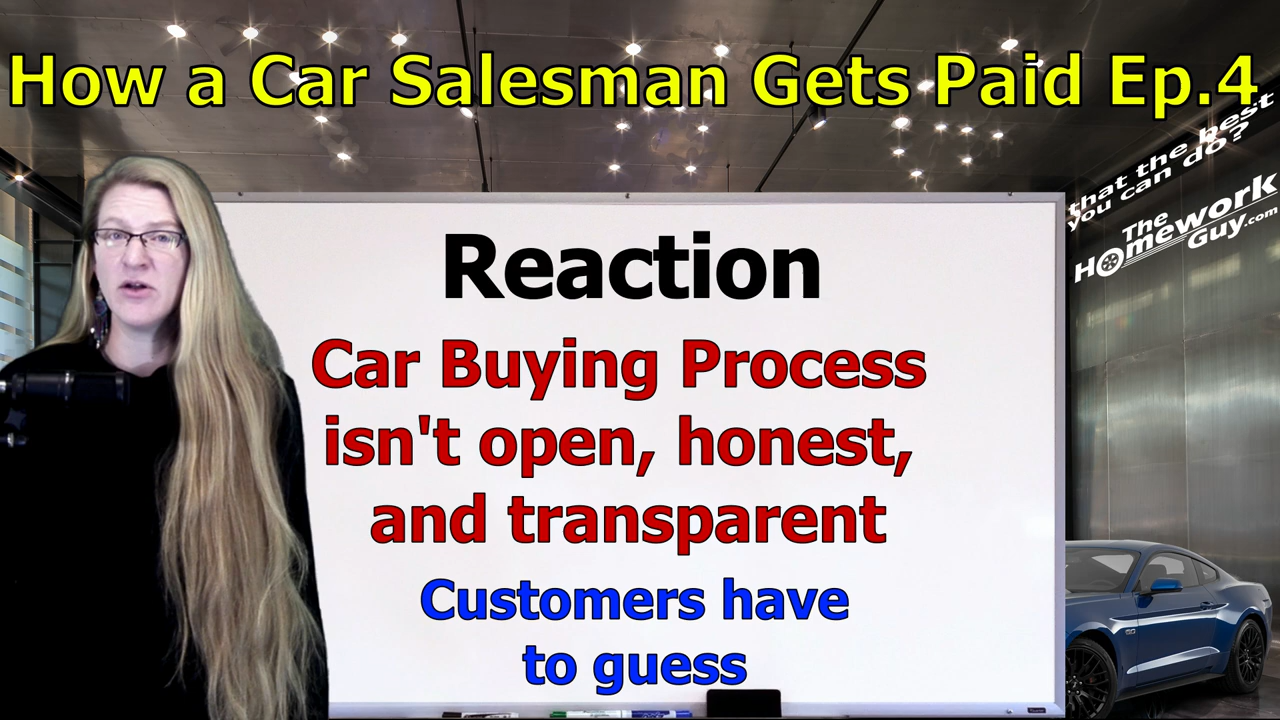 How a Car Salesman Gets Paid Ep.4
that the best
you can do?
The
Homework
Guy.com
Reaction
Car Buying Process
isn't open, honest,
and transparent
Customers have
to guess